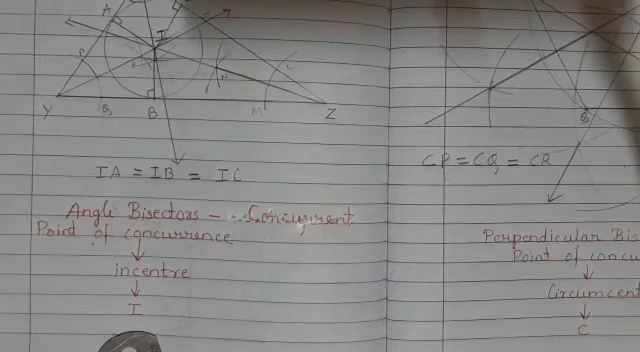 A
I
Y
B
M
Z
L
IA = IB = IC
Angle Bisectors - Concurrent
Point of concurrence
incentre
I
Q
CP = CQ = CR
Perpendicular Bis
Point of concu
Circumcent
C